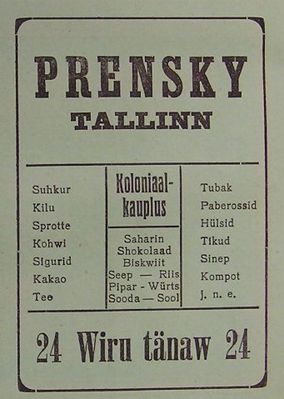 PRENSKY
TALLINN
Suhkur
Kilu
Sprotte
Kohwi
Sigurid
Kakao
Tee
Koloniaal-
kauplus
Saharin
Shokolaad
Biskwiit
Seep — Riis
Pipar - Würts
Sooda — Sool
Tubak
Paberossid
Hülsid
Tikud
Sinep
Kompot
J. n. e.
24 Wiru tänaw 24